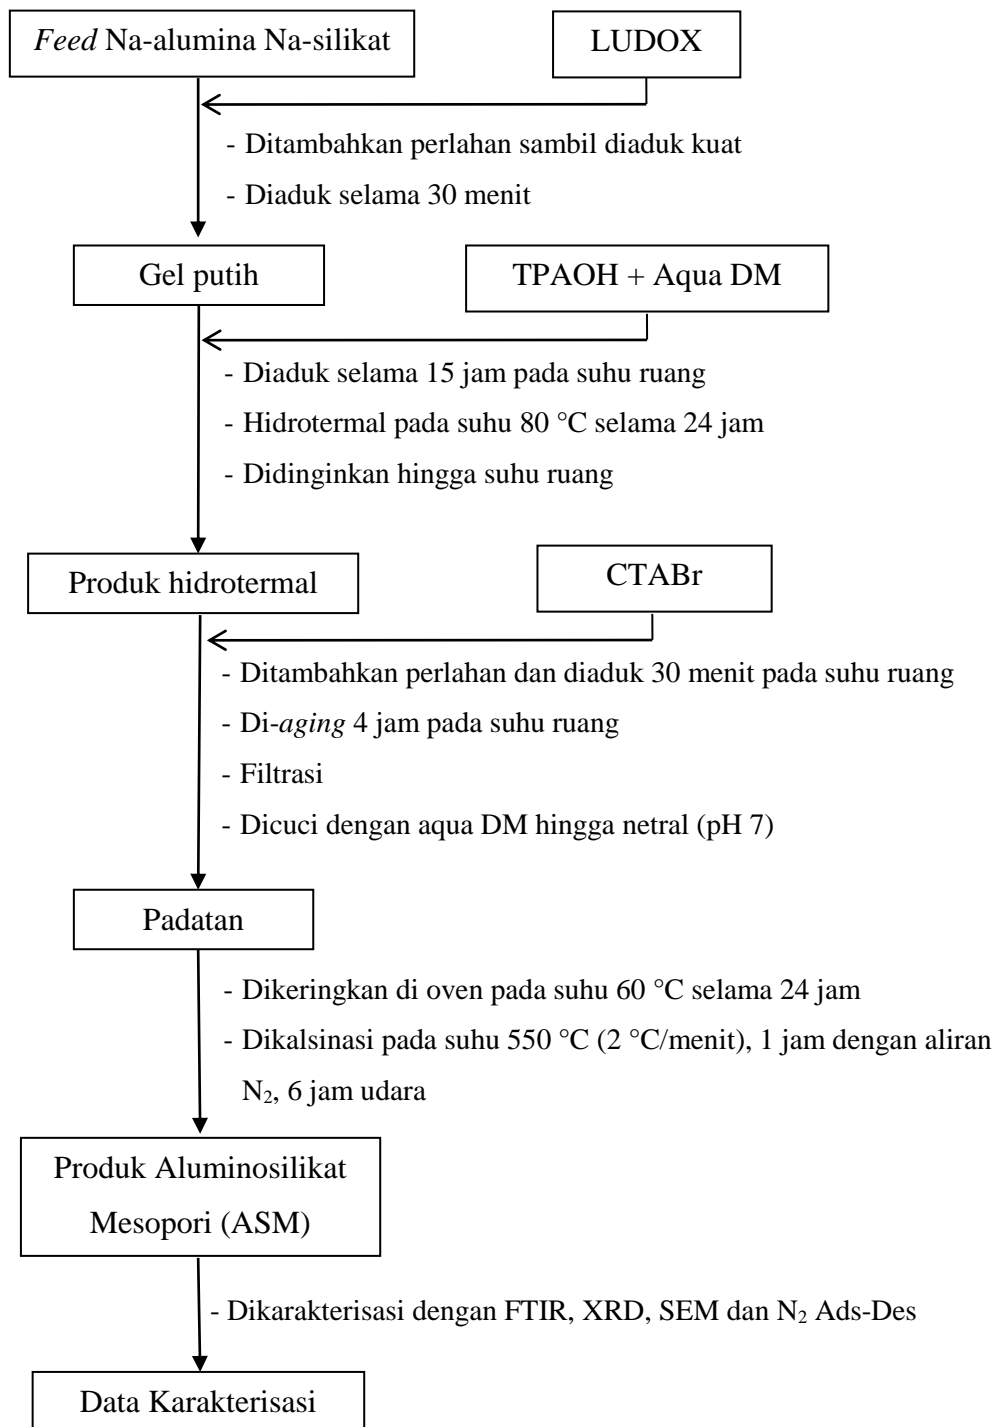 Feed Na-alumina Na-silikat
LUDOX
- Ditambahkan perlahan sambil diaduk kuat
- Diaduk selama 30 menit
Gel putih
TPAOH + Aqua DM
- Diaduk selama 15 jam pada suhu ruang
- Hidrotermal pada suhu 80 °C selama 24 jam
- Didinginkan hingga suhu ruang
Produk hidrotermal
CTABr
- Ditambahkan perlahan dan diaduk 30 menit pada suhu ruang
- Di-aging 4 jam pada suhu ruang
- Filtrasi
- Dicuci dengan aqua DM hingga netral (pH 7)
Padatan
- Dikeringkan di oven pada suhu 60 °C selama 24 jam
- Dikalsinasi pada suhu 550 °C (2 °C/menit), 1 jam dengan aliran
N₂, 6 jam udara
Produk Aluminosilikat
Mesopori (ASM)
- Dikarakterisasi dengan FTIR, XRD, SEM dan N₂ Ads-Des
Data Karakterisasi